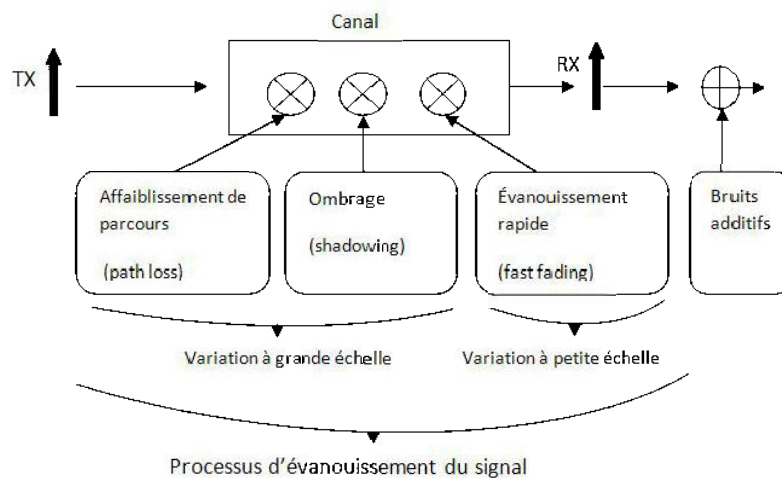 Canal
TX
RX
Affaiblissement de
parcours
(path loss)
Ombrage
(shadowing)
Évanouissement
rapide
(fast fading)
Bruits
additifs
Variation à grande échelle
Variation à petite échelle
Processus d'évanouissement du signal